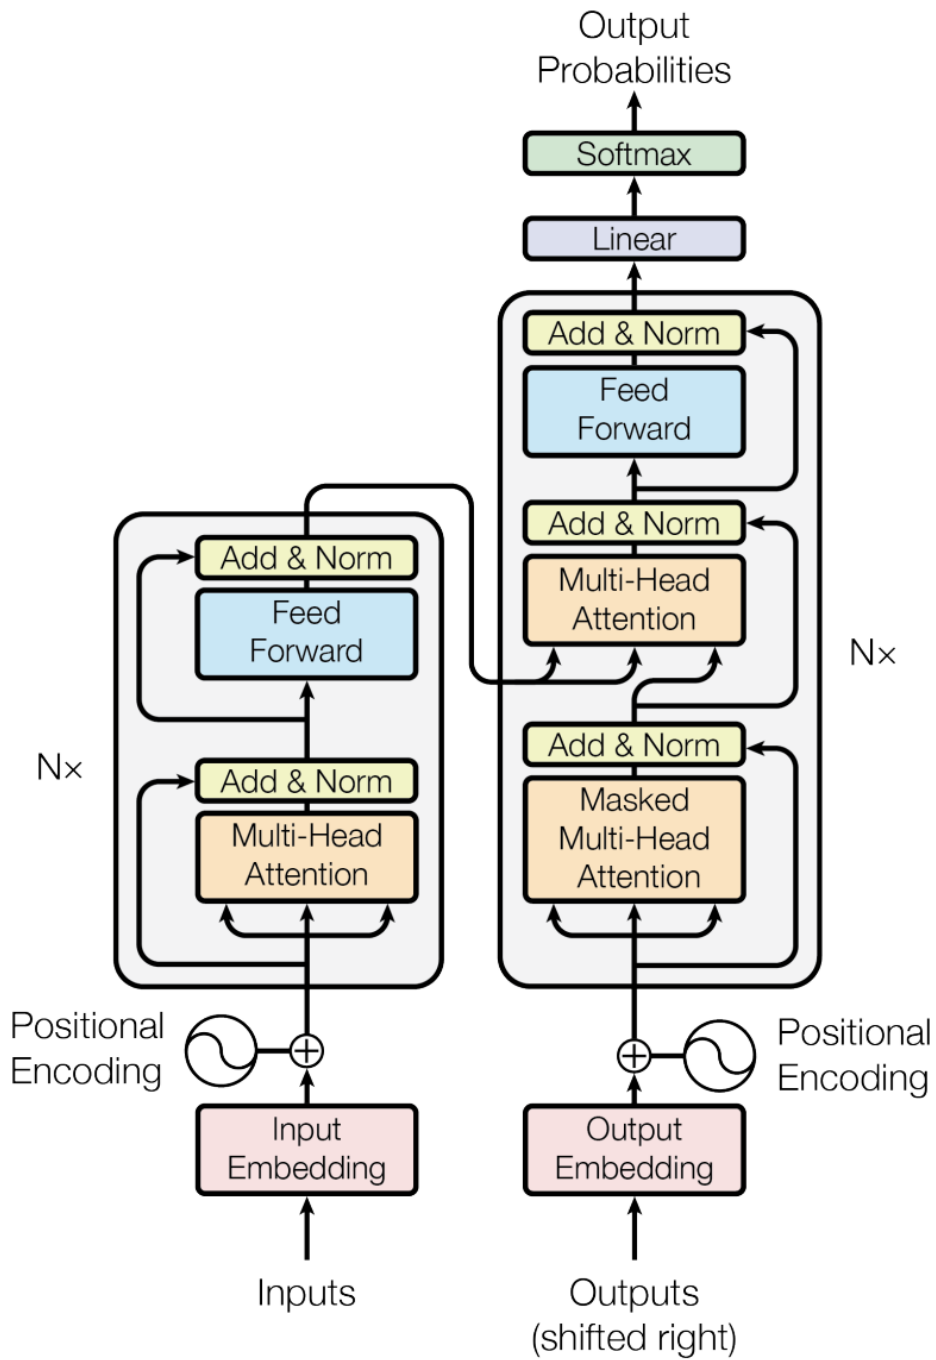 Output
Probabilities
Softmax
Linear
Add & Norm
Feed
Forward
Add & Norm
Multi-Head
Attention
Nx
Add & Norm
Masked
Multi-Head
Attention
Add & Norm
Feed
Forward
Nx
Add & Norm
Multi-Head
Attention
Positional
Encoding
Positional
Encoding
Input
Embedding
Output
Embedding
Inputs
Outputs
(shifted right)